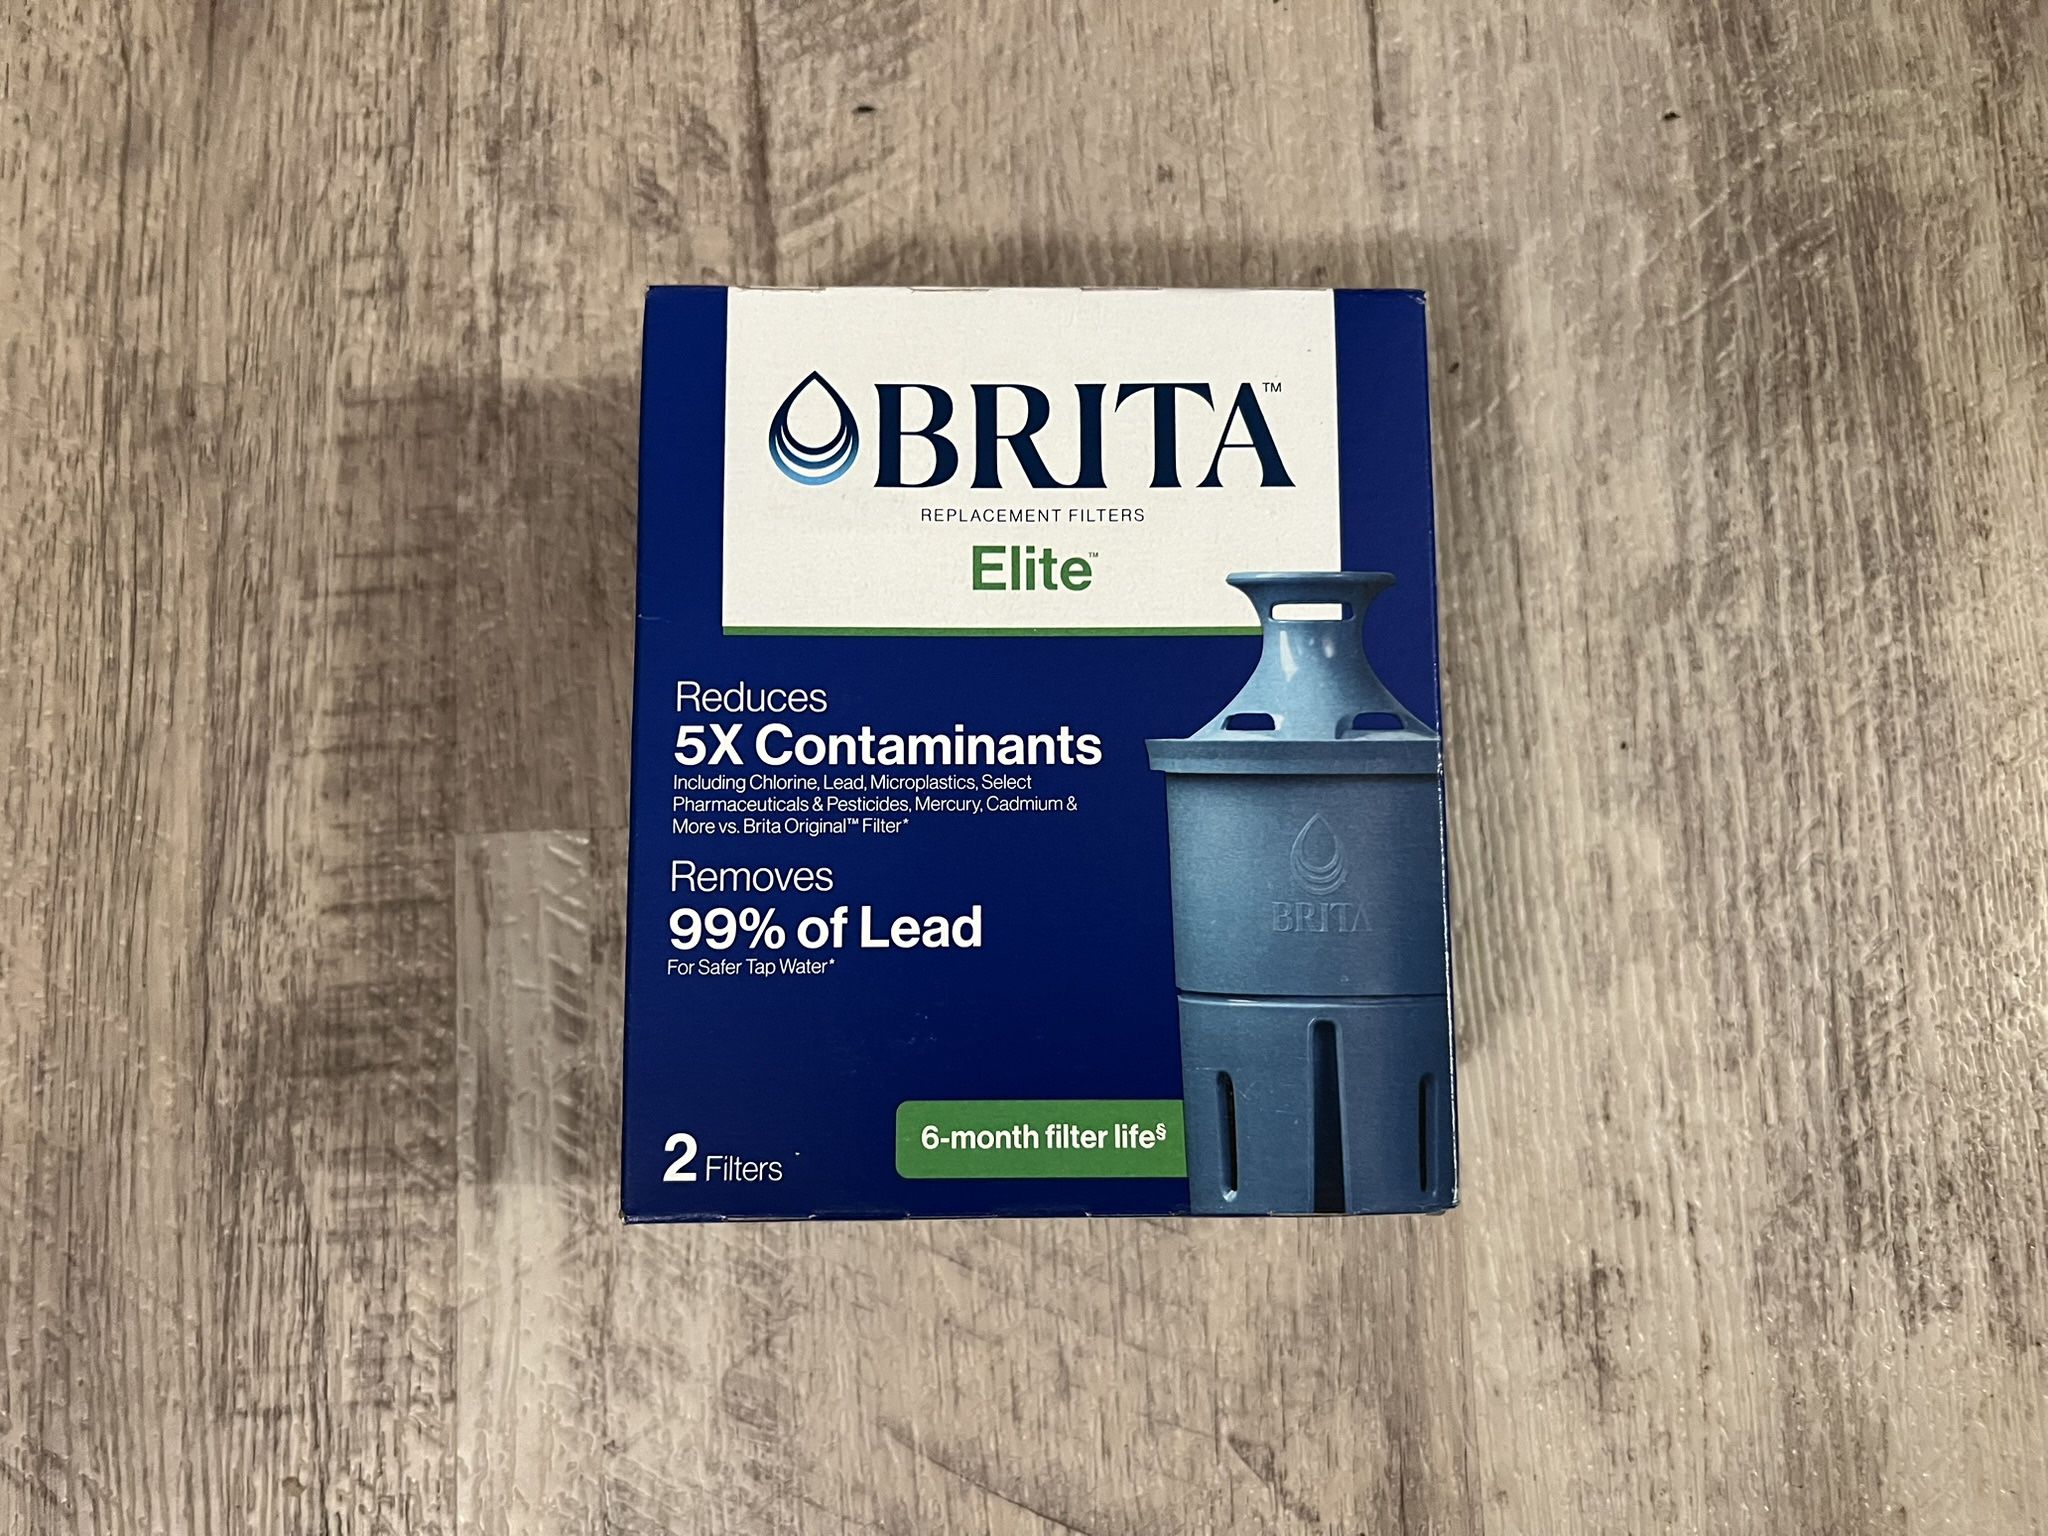 BRITA™
REPLACEMENT FILTERS
Elite™
Reduces
5X Contaminants
Including Chlorine, Lead, Microplastics, Select
Pharmaceuticals & Pesticides, Mercury, Cadmium &
More vs. Brita Original™ Filter*
Removes
99% of Lead
For Safer Tap Water*
BRITA
6-month filter life§
2 Filters